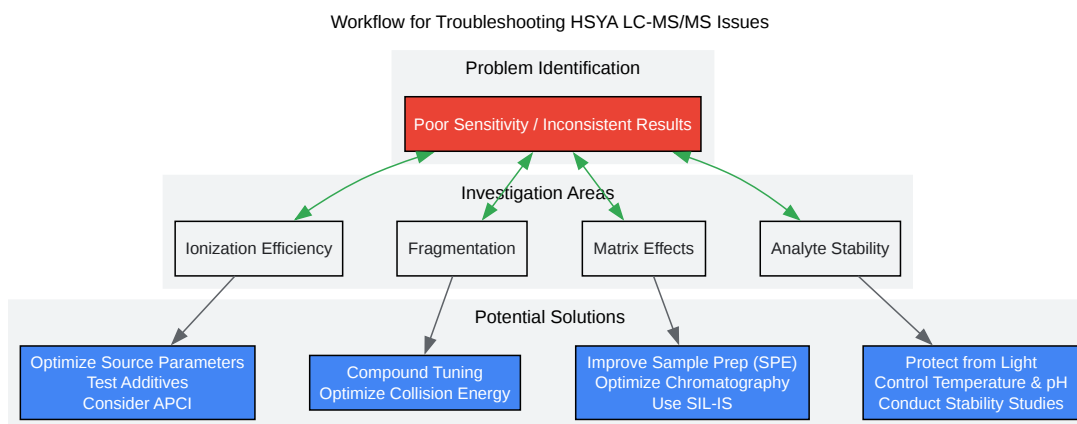 Workflow for Troubleshooting HSYA LC-MS/MS Issues
Problem Identification
Poor Sensitivity / Inconsistent Results
Investigation Areas
Ionization Efficiency
Fragmentation
Matrix Effects
Analyte Stability
Potential Solutions
Optimize Source Parameters
Test Additives
Consider APCI
Compound Tuning
Optimize Collision Energy
Improve Sample Prep (SPE)
Optimize Chromatography
Use SIL-IS
Protect from Light
Control Temperature & pH
Conduct Stability Studies